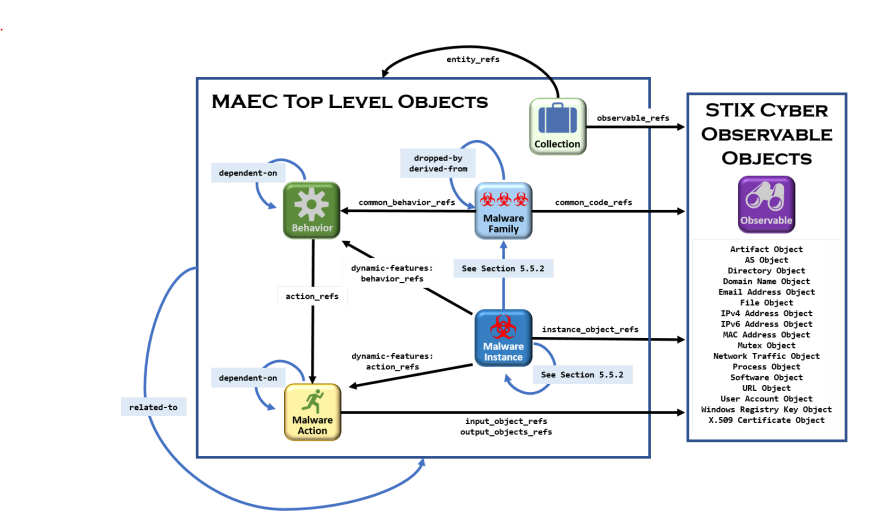 entity_refs
MAEC Top Level Objects
STIX Cyber
Observable
Objects
Collection
observable_refs
dropped-by
derived-from
dependent-on
Behavior
common_behavior_refs
Malware
Family
common_code_refs
Observable
dynamic-features:
behavior_refs
See Section 5.5.2
action_refs
Malware
Instance
instance_object_refs
dynamic-features:
action_refs
See Section 5.5.2
dependent-on
related-to
Malware
Action
input_object_refs
output_objects_refs
Artifact Object
AS Object
Directory Object
Domain Name Object
Email Address Object
File Object
IPv4 Address Object
IPv6 Address Object
MAC Address Object
Mutex Object
Network Traffic Object
Process Object
Software Object
URL Object
User Account Object
Windows Registry Key Object
X.509 Certificate Object